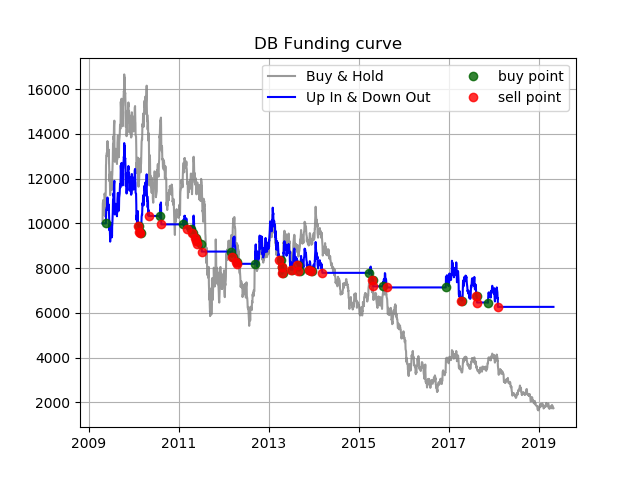 DB Funding curve
Buy & Hold
Up In & Down Out
buy point
sell point
16000
14000
12000
10000
8000
6000
4000
2000
2009 2011 2013 2015 2017 2019